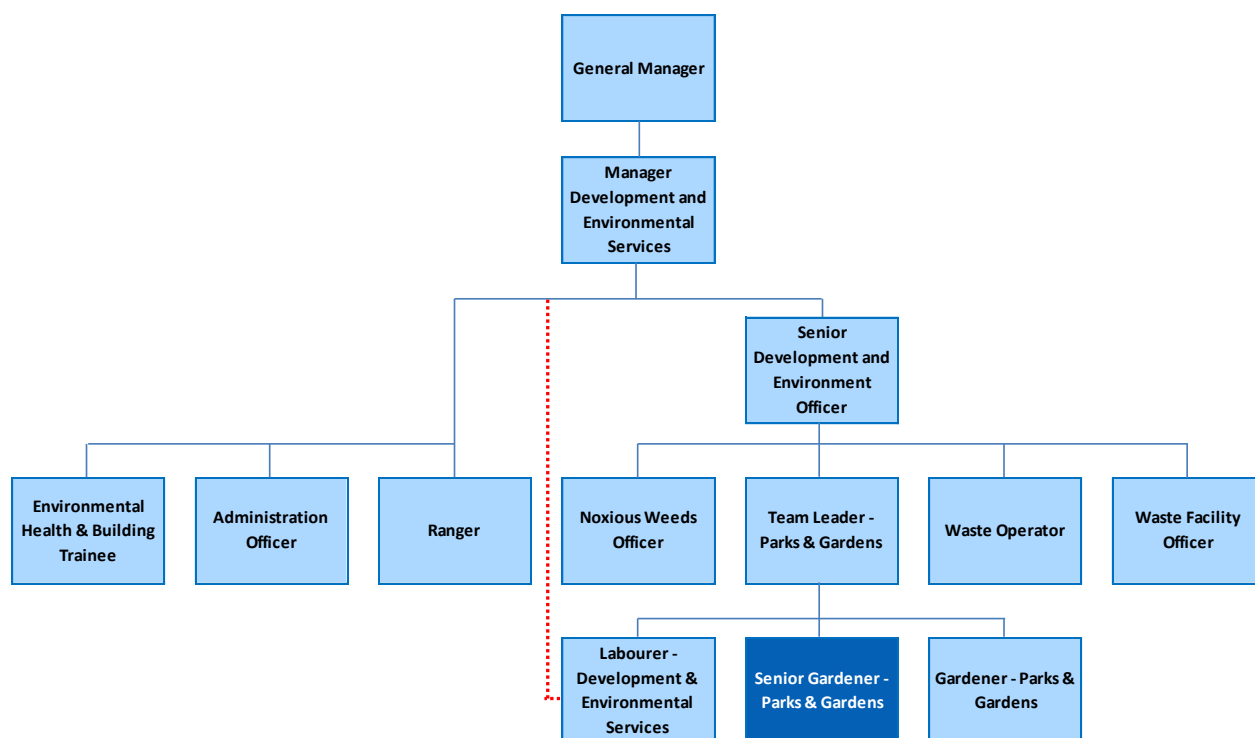 General Manager
Manager
Development and
Environmental
Services
Senior
Development and
Environment
Officer
Environmental
Health & Building
Trainee
Administration
Officer
Ranger
Noxious Weeds
Officer
Team Leader -
Parks & Gardens
Waste Operator
Waste Facility
Officer
Labourer -
Development &
Environmental
Services
Senior Gardener -
Parks & Gardens
Gardener - Parks &
Gardens